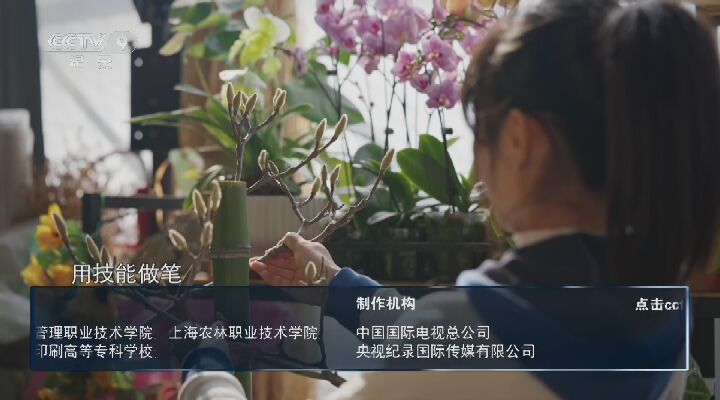 CCTV 9
纪录
用技能做笔
制作机构
点击cc
管理职业技术学院 上海农林职业技术学院
中国国际电视总公司
印刷高等专科学校
央视纪录国际传媒有限公司